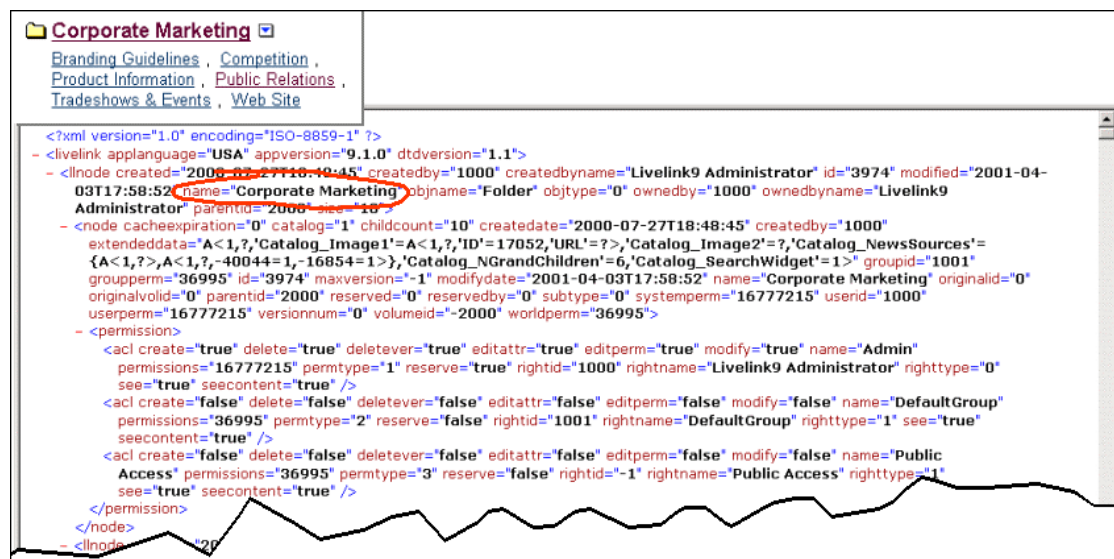 Corporate Marketing
Branding Guidelines , Competition ,
Product Information , Public Relations ,
Tradeshows & Events , Web Site
<?xml version="1.0" encoding="ISO-8859-1" ?>
- <livelink applanguage="USA" appversion="9.1.0" dtdversion="1.1">
- <llnode created="2000-07-27T18:48:45" createdby="1000" createdbyname="Livelink9 Administrator" id="3974" modified="2001-04-
03T17:58:52" name="Corporate Marketing" objname="Folder" objtype="0" ownedby="1000" ownedbyname="Livelink9
Administrator" parentid="2000" size="10">
- <node cacheexpiration="0" catalog="1" childcount="10" createdate="2000-07-27T18:48:45" createdby="1000"
extendeddata="A<1,?,'Catalog_Image1'=A<1,?,'ID'=17052,'URL'=?>,'Catalog_Image2'=?,'Catalog_NewsSources'=
{A<1,?>,A<1,?,-40044=1,-16854=1>},'Catalog_NGrandChildren'=6,'Catalog_SearchWidget'=1>" groupid="1001"
groupperm="36995" id="3974" maxversion="-1" modifydate="2001-04-03T17:58:52" name="Corporate Marketing" originalid="0"
originalvolid="0" parentid="2000" reserved="0" reservedby="0" subtype="0" systemperm="16777215" userid="1000"
userperm="16777215" versionnum="0" volumeid="-2000" worldperm="36995">
- <permission>
<acl create="true" delete="true" deletever="true" editattr="true" editperm="true" modify="true" name="Admin"
permissions="16777215" permtype="1" reserve="true" rightid="1000" rightname="Livelink9 Administrator" righttype="0"
see="true" seecontent="true" />
<acl create="false" delete="false" deletever="false" editattr="false" editperm="false" modify="false" name="DefaultGroup"
permissions="36995" permtype="2" reserve="false" rightid="1001" rightname="DefaultGroup" righttype="1" see="true"
seecontent="true" />
<acl create="false" delete="false" deletever="false" editattr="false" editperm="false" modify="false" name="Public
Access" permissions="36995" permtype="3" reserve="false" rightid="-1" rightname="Public Access" righttype="1"
see="true" seecontent="true" />
</permission>
</node>
- <llnode